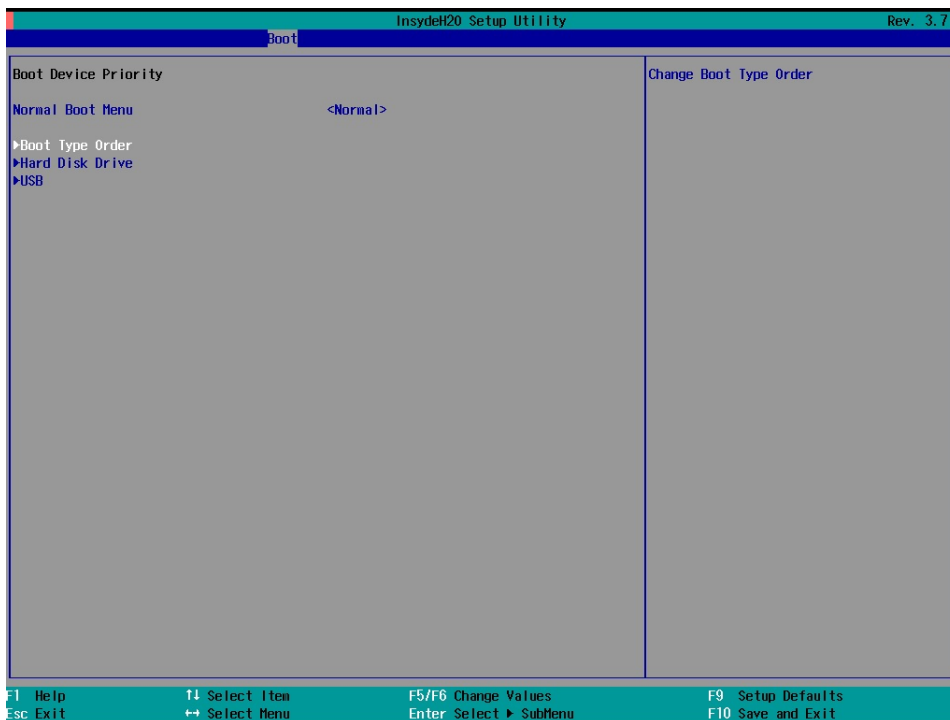 InsydeH20 Setup Utility Rev. 3.7
Boot
Boot Device Priority
Normal Boot Menu <Normal>
▶Boot Type Order
▶Hard Disk Drive
▶USB
Change Boot Type Order
F1 Help ↑↓ Select Item F5/F6 Change Values F9 Setup Defaults
Esc Exit ←→ Select Menu Enter Select ▶ SubMenu F10 Save and Exit